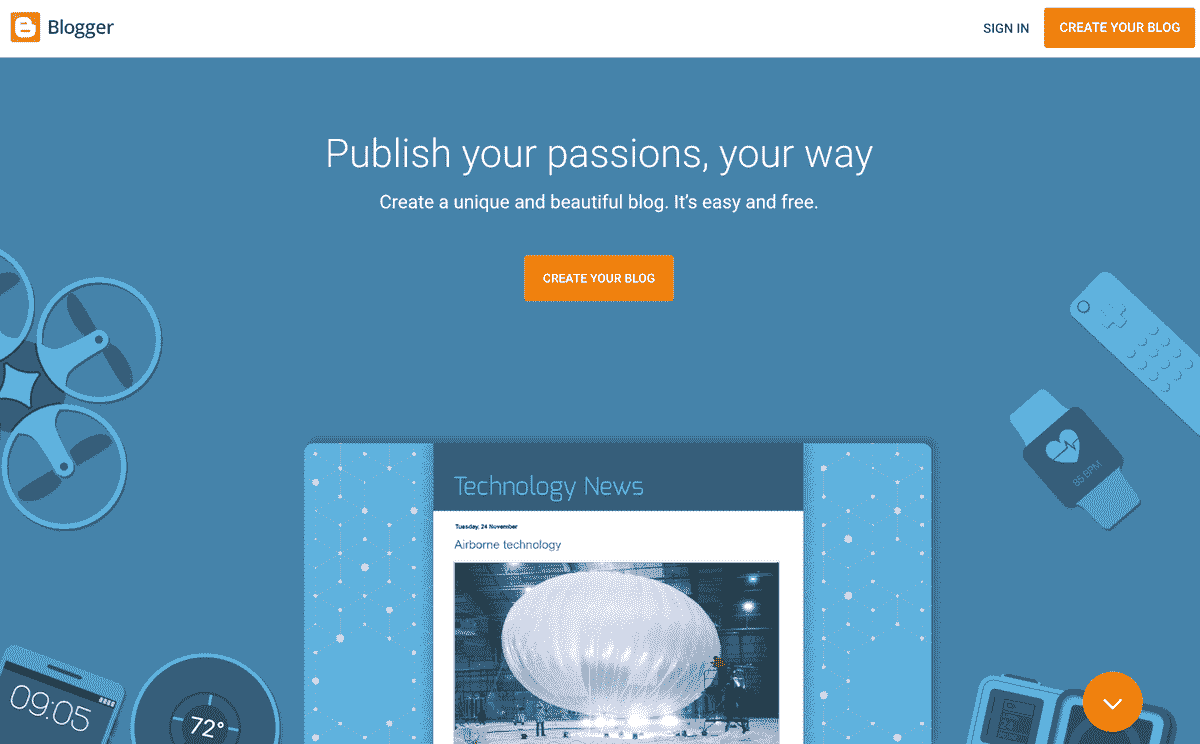 Blogger
SIGN IN
CREATE YOUR BLOG
Publish your passions, your way
Create a unique and beautiful blog. It's easy and free.
CREATE YOUR BLOG
85 BPM
Technology News
Tuesday, 24 November
Airborne technology
09:05
72°